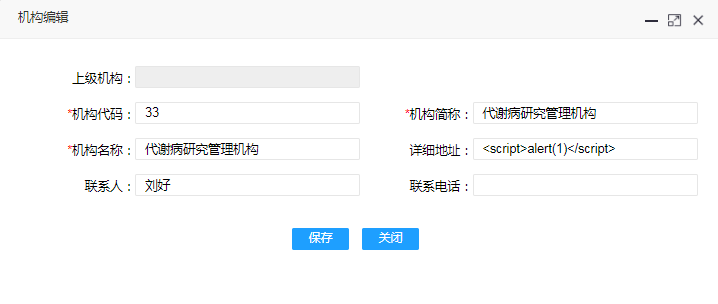 机构编辑
上级机构：
*机构代码： 33 *机构简称： 代谢病研究管理机构
*机构名称： 代谢病研究管理机构 详细地址： <script>alert(1)</script>
联系人： 刘好 联系电话：
保存 关闭